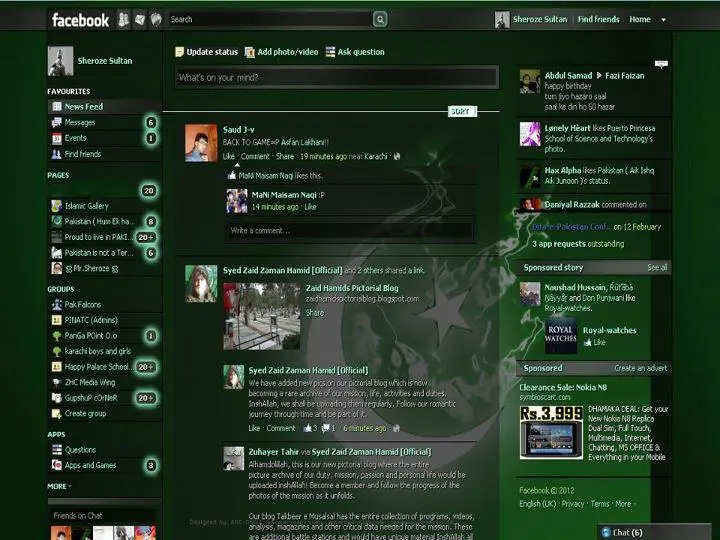 facebook
Search
Sheroze Sultan
Find friends
Home
Sheroze Sultan
FAVOURITES
News Feed
Messages 6
Events 1
Find friends
PAGES
20
Islamic Gallery
Pakistan ( Hum Ek ha... 8
Proud to live in PAKI... 20+
Pakistan is not a Ter... 6
ஜ Mr.Sheroze ஜ
GROUPS
Pak Falcons
PINATC (Admins)
PanGa POint O.o 1
karachi boys and girls
Happy Palace School... 20+
ZHC Media Wing
GupshuP cOrNeR 20+
Create group
APPS
Questions
Apps and Games 3
MORE
Friends on Chat
Update status
Add photo/video
Ask question
What's on your mind?
SORT
Saud J-v
BACK TO GAME=P Asfan Lakhani!!
Like · Comment · Share · 19 minutes ago near Karachi ·
MaNi Maisam Naqi likes this.
MaNi Maisam Naqi :P
14 minutes ago · Like
Write a comment...
Syed Zaid Zaman Hamid [Official] and 2 others shared a link.
Zaid Hamids Pictorial Blog
zaidhamidspictorialblog.blogspot.com
Share
Syed Zaid Zaman Hamid [Official]
We have added new pics on our pictorial blog which is now
becoming a rare archive of our mission, life, activities and duties.
InshAllah, we shall be uploading them regularly. Follow our romantic
journey through time and be part of it.
Like · Comment · 3 1 · 6 minutes ago ·
Zuhayer Tahir via Syed Zaid Zaman Hamid [Official]
Alhamdolillah, this is our new pictorial blog where the entire
picture archive of our duty, mission, passion and personal life would be
uploaded inshAllah! Become a member and follow the progress of the
photos of the mission as it unfolds.
Our blog Takbeer e Musalsal has the entire collection of programs, videos,
analysis, magazines and other critical data needed for the mission. These
are additional battle stations and would have unique material InshAllah all
Designed by:
Abdul Samad ▶ Fazi Faizan
happy birthday
tum jiyo hazaro saal
saal ke din ho 50 hazar
Lønely Hèart likes Puerto Princesa
School of Science and Technology's
photo.
Hax Alpha likes Pakistan ( Aik Ishq
Aik Junoon )'s status.
Daniyal Razzak commented on
Difa-e-Pakistan Conf... on 12 February
3 app requests outstanding
Sponsored story
See all
Naushad Hussain,
and Don Punjwani like
Royal-watches.
ROYAL
WATCHES
Royal-watches
Like
Sponsored
Create an advert
Clearance Sale: Nokia N8
symbioscart.com
Rs.3,999
DHAMAKA DEAL: Get your
new Nokia N8 Replica
Dual Sim, Full Touch,
Multimedia, Internet,
Chatting, MS OFFICE &
Everything in your Mobile
Facebook © 2012
English (UK) · Privacy · Terms · More
Chat (6)